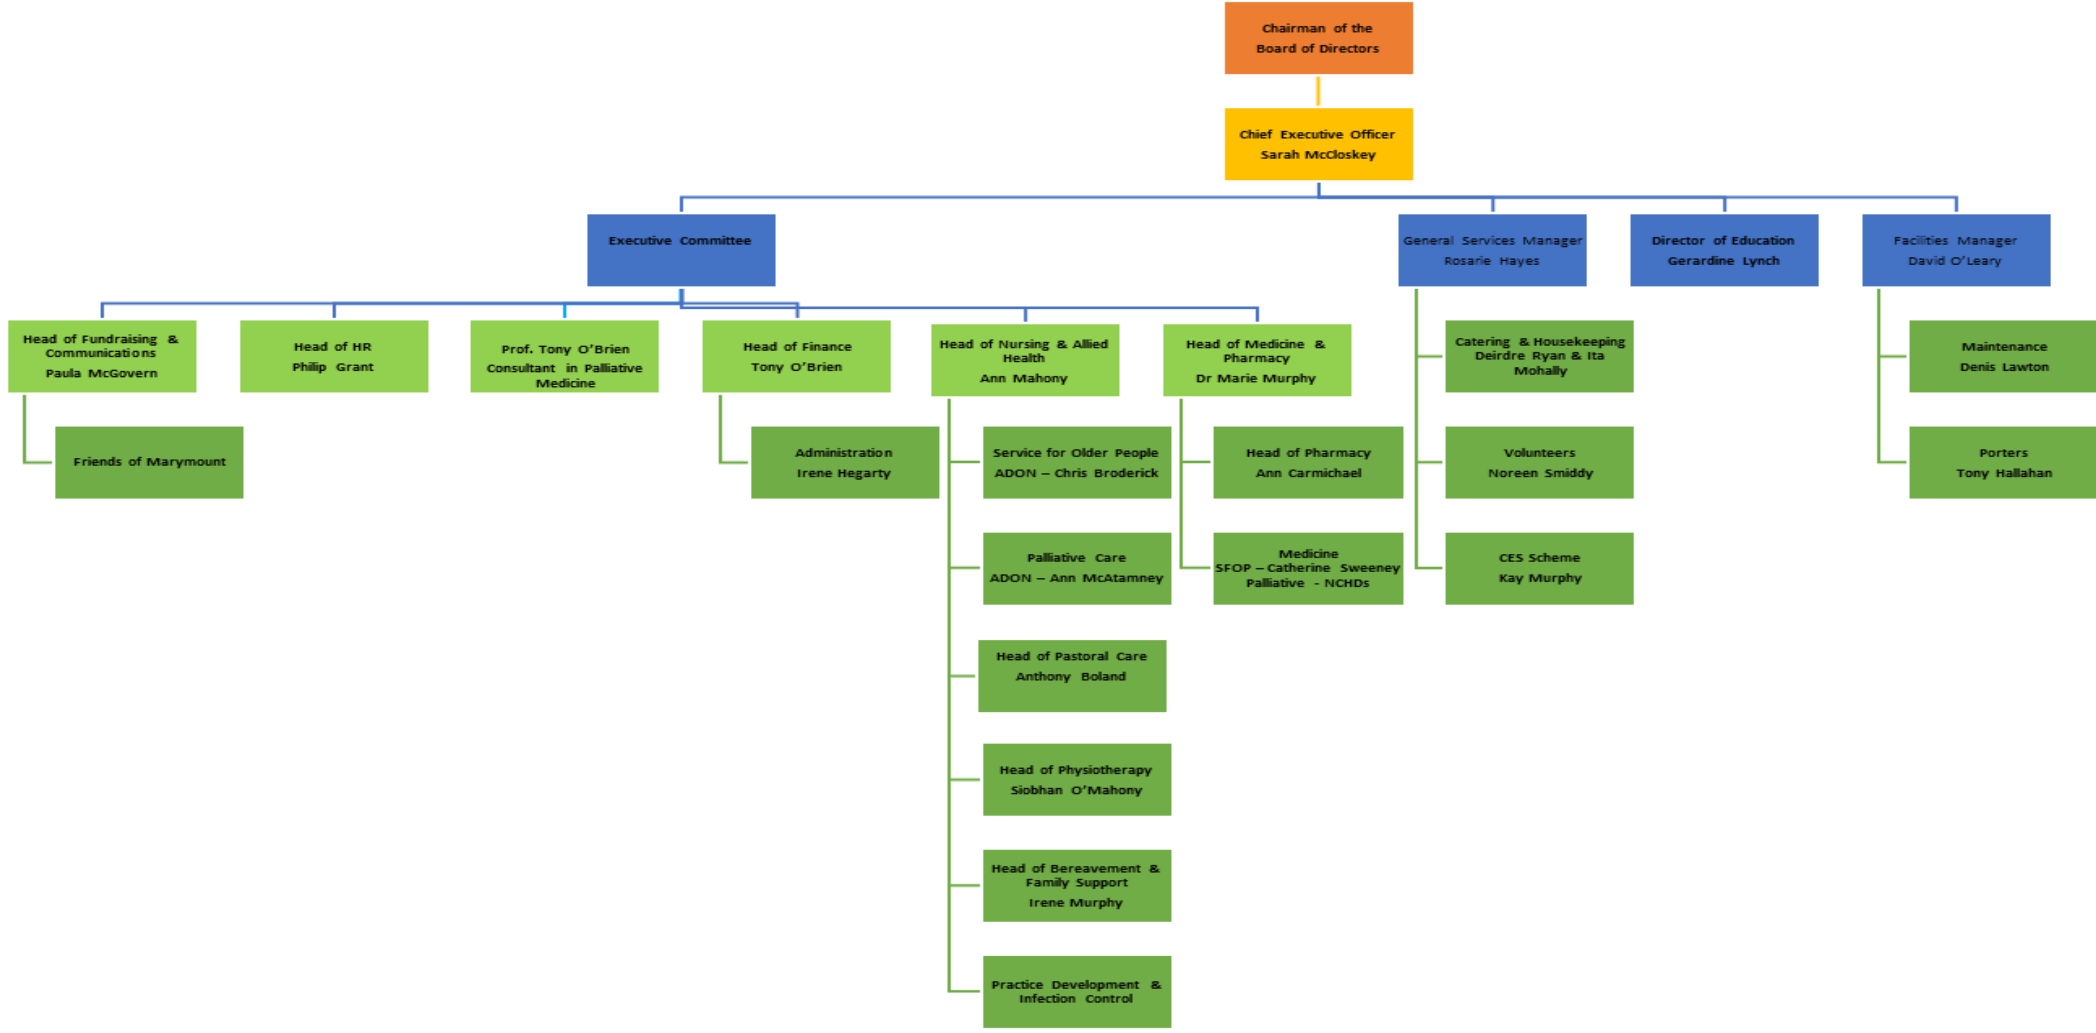 Chairman of the
Board of Directors
Chief Executive Officer
Sarah McCloskey
Executive Committee
General Services Manager
Rosarie Hayes
Director of Education
Gerardine Lynch
Facilities Manager
David O’Leary
Head of Fundraising &
Communications
Paula McGovern
Head of HR
Philip Grant
Prof. Tony O’Brien
Consultant in Palliative
Medicine
Head of Finance
Tony O’Brien
Head of Nursing & Allied
Health
Ann Mahony
Head of Medicine &
Pharmacy
Dr Marie Murphy
Catering & Housekeeping
Deirdre Ryan & Ita
Mohally
Maintenance
Denis Lawton
Friends of Marymount
Administration
Irene Hegarty
Service for Older People
ADON – Chris Broderick
Head of Pharmacy
Ann Carmichael
Volunteers
Noreen Smiddy
Porters
Tony Hallahan
Palliative Care
ADON – Ann McAtamney
Medicine
SFOP – Catherine Sweeney
Palliative - NCHDs
CES Scheme
Kay Murphy
Head of Pastoral Care
Anthony Boland
Head of Physiotherapy
Siobhan O’Mahony
Head of Bereavement &
Family Support
Irene Murphy
Practice Development &
Infection Control